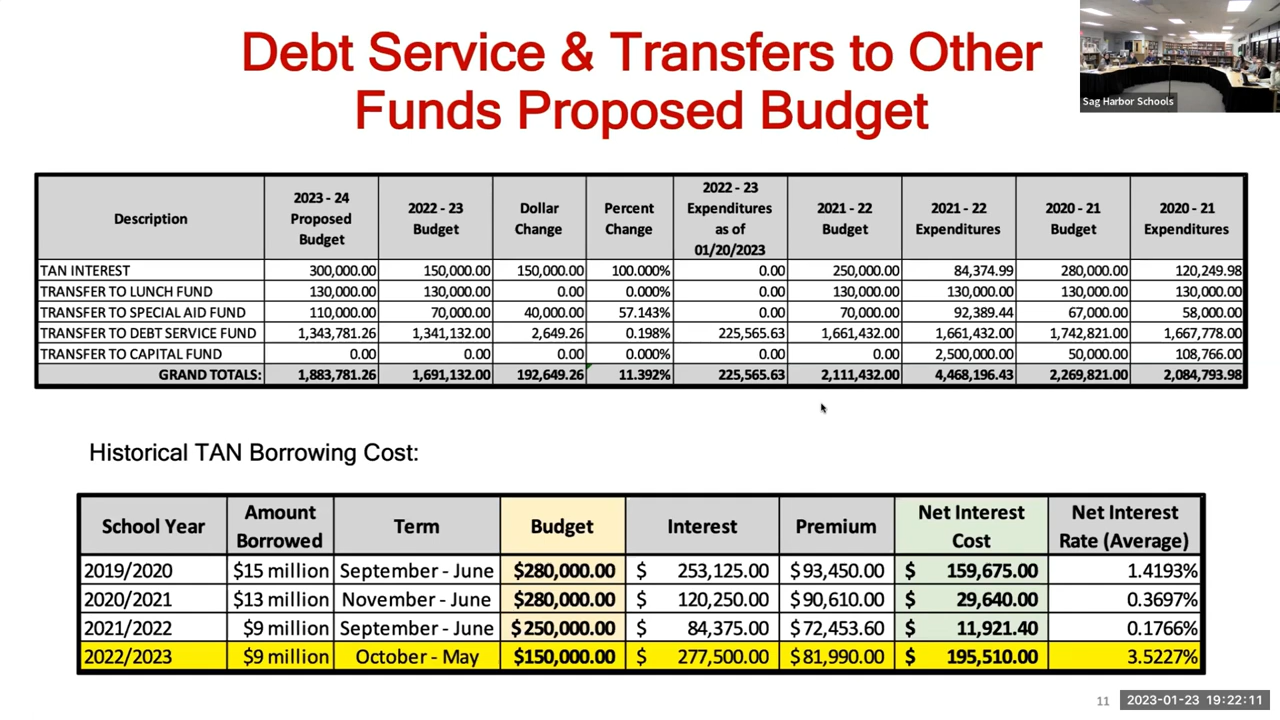 Debt Service & Transfers to Other
Funds Proposed Budget
Sag Harbor Schools
Description 2023 - 24 Proposed Budget 2022 - 23 Budget Dollar Change Percent Change 2022 - 23 Expenditures as of 01/20/2023 2021 - 22 Budget 2021 - 22 Expenditures 2020 - 21 Budget 2020 - 21 Expenditures
TAN INTEREST 300,000.00 150,000.00 150,000.00 100.000% 0.00 250,000.00 84,374.99 280,000.00 120,249.98
TRANSFER TO LUNCH FUND 130,000.00 130,000.00 0.00 0.000% 0.00 130,000.00 130,000.00 130,000.00 130,000.00
TRANSFER TO SPECIAL AID FUND 110,000.00 70,000.00 40,000.00 57.143% 0.00 70,000.00 92,389.44 67,000.00 58,000.00
TRANSFER TO DEBT SERVICE FUND 1,343,781.26 1,341,132.00 2,649.26 0.198% 225,565.63 1,661,432.00 1,661,432.00 1,742,821.00 1,667,778.00
TRANSFER TO CAPITAL FUND 0.00 0.00 0.00 0.000% 0.00 0.00 2,500,000.00 50,000.00 108,766.00
GRAND TOTALS: 1,883,781.26 1,691,132.00 192,649.26 11.392% 225,565.63 2,111,432.00 4,468,196.43 2,269,821.00 2,084,793.98
Historical TAN Borrowing Cost:
School Year Amount Borrowed Term Budget Interest Premium Net Interest Cost Net Interest Rate (Average)
2019/2020 $15 million September - June $280,000.00 $ 253,125.00 $93,450.00 $ 159,675.00 1.4193%
2020/2021 $13 million November - June $280,000.00 $ 120,250.00 $90,610.00 $ 29,640.00 0.3697%
2021/2022 $9 million September - June $250,000.00 $ 84,375.00 $72,453.60 $ 11,921.40 0.1766%
2022/2023 $9 million October - May $150,000.00 $ 277,500.00 $81,990.00 $ 195,510.00 3.5227%
11
2023-01-23 19:22:11